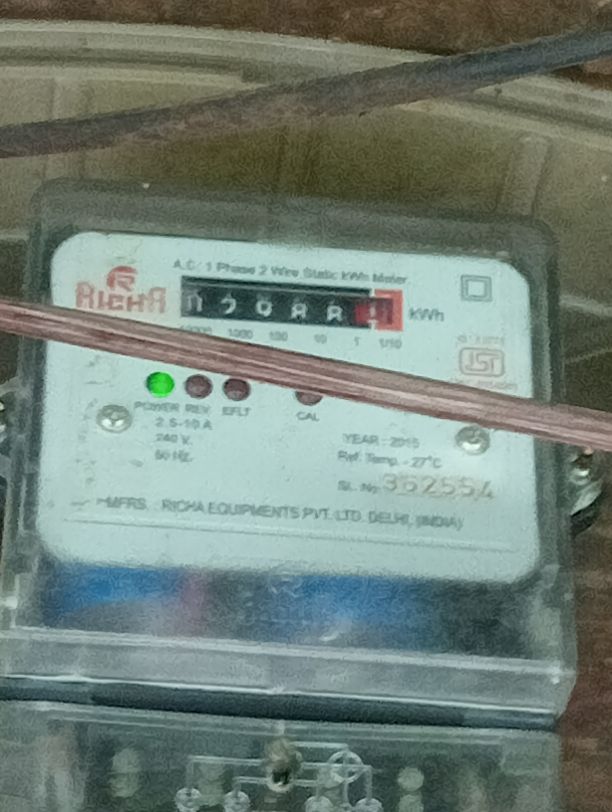 A.C. 1 Phase 2 Wire Static kWh Meter
RICHA
kWh
1000 100 10 1 1/10
POWER REV EFLT CAL
2.5-10 A
240 V.
50 Hz.
YEARː 2015
Ref. Temp. - 27°C
SL. No. 362554
MFRS. : RICHA EQUIPMENTS PVT. LTD. DELHI, (INDIA)